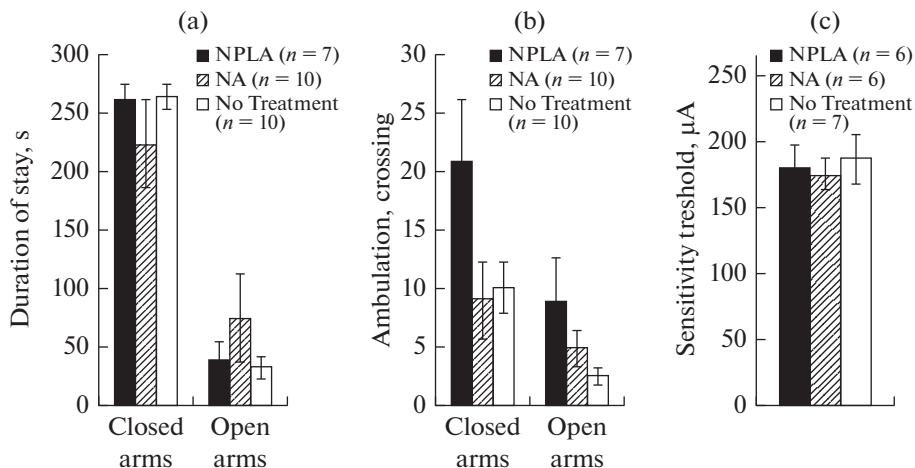 (a)
Duration of stay, s
300
250
200
150
100
50
0
NPLA (n = 7)
NA (n = 10)
No Treatment
(n = 10)
Closed
arms
Open
arms
(b)
Ambulation, crossing
30
25
20
15
10
5
0
NPLA (n = 7)
NA (n = 10)
No Treatment
(n = 10)
Closed
arms
Open
arms
(c)
Sensitivity treshold, μA
250
200
150
100
50
0
NPLA (n = 6)
NA (n = 6)
No Treatment
(n = 7)